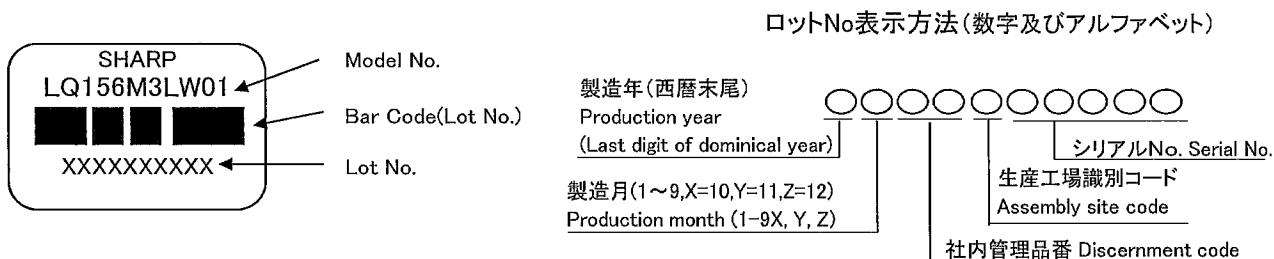 ロットNo表示方法(数字及びアルファベット)
SHARP
LQ156M3LW01
Model No.
Bar Code(Lot No.)
XXXXXXXXXX
Lot No.
製造年(西暦末尾)
Production year
(Last digit of dominical year)
○○○○○○○○○○
シリアルNo. Serial No.
製造月(1～9,X=10,Y=11,Z=12)
Production month (1-9X, Y, Z)
生産工場識別コード
Assembly site code
社内管理品番 Discernment code